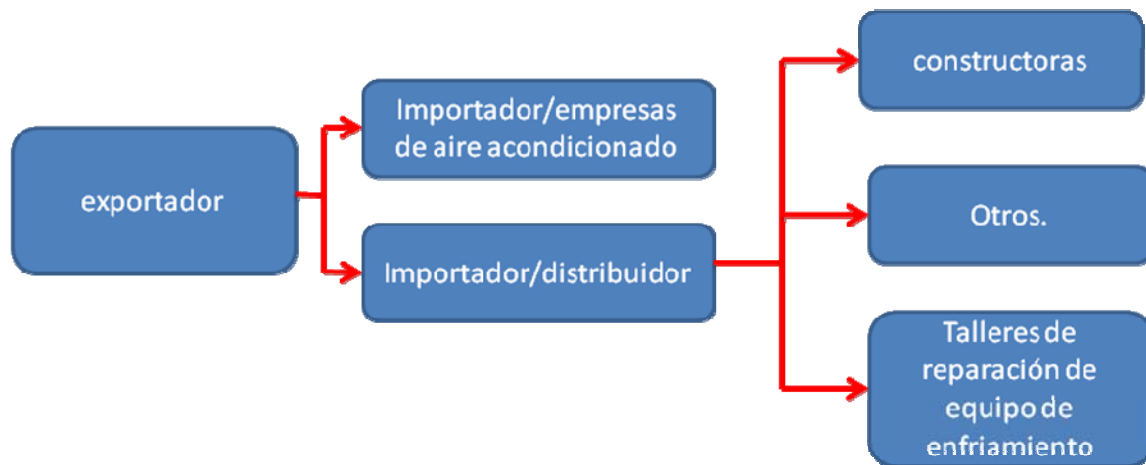 exportador
Importador/empresas
de aire acondicionado
Importador/distribuidor
constructoras
Otros.
Talleres de
reparación de
equipo de
enfriamiento